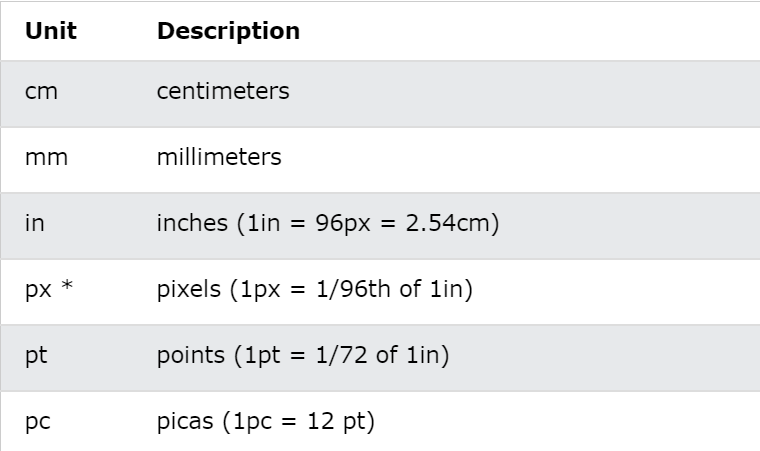 Unit Description
cm centimeters
mm millimeters
in inches (1in = 96px = 2.54cm)
px * pixels (1px = 1/96th of 1in)
pt points (1pt = 1/72 of 1in)
pc picas (1pc = 12 pt)